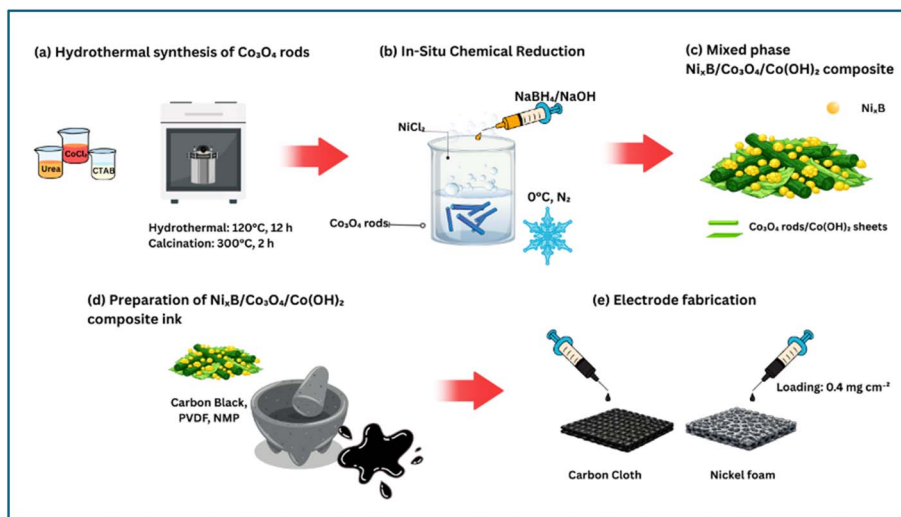 (a) Hydrothermal synthesis of Co₃O₄ rods
Urea
CoCl₂
CTAB
Hydrothermal: 120°C, 12 h
Calcination: 300°C, 2 h
(b) In-Situ Chemical Reduction
NaBH₄/NaOH
NiCl₂
Co₃O₄ rods
0°C, N₂
(c) Mixed phase
NiₓB/Co₃O₄/Co(OH)₂ composite
NiₓB
Co₃O₄ rods/Co(OH)₂ sheets
(d) Preparation of NiₓB/Co₃O₄/Co(OH)₂
composite ink
Carbon Black,
PVDF, NMP
(e) Electrode fabrication
Loading: 0.4 mg cm⁻²
Carbon Cloth
Nickel foam